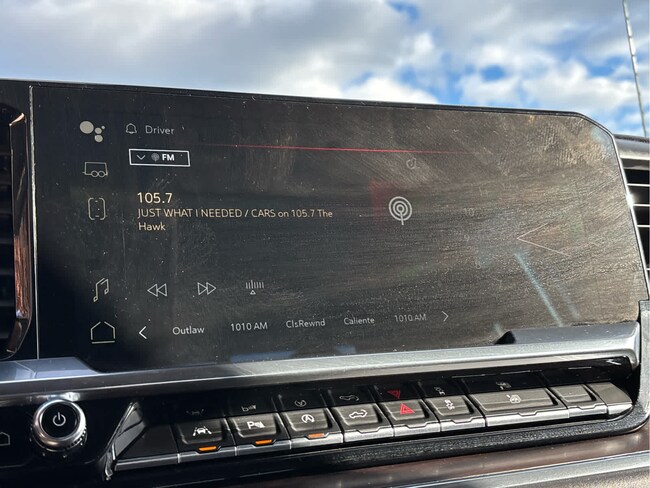 Driver
FM
105.7
JUST WHAT I NEEDED / CARS on 105.7 The
Hawk
Outlaw 1010 AM ClsRewnd Caliente 1010 AM